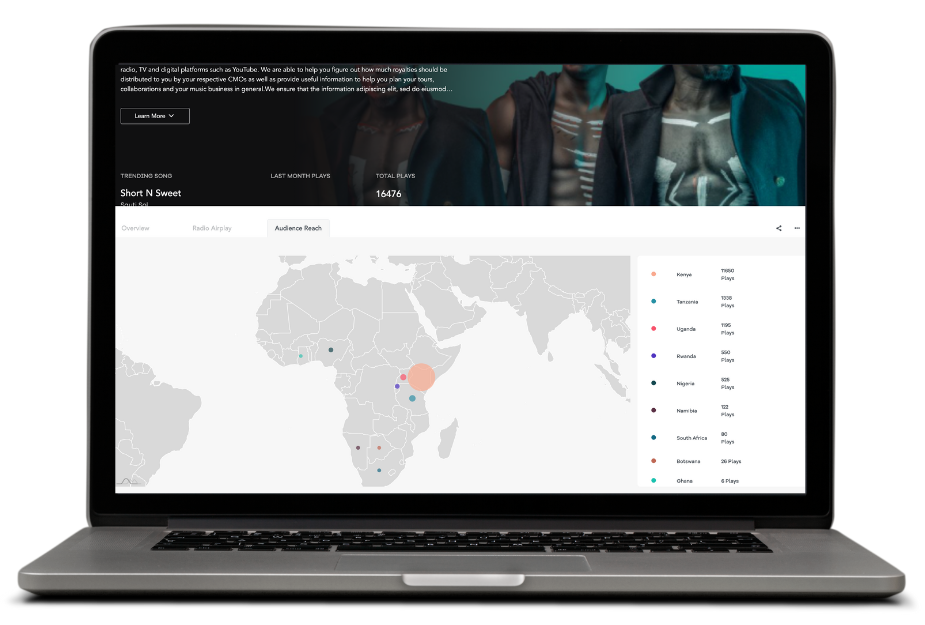 radio, TV and digital platforms such as YouTube. We are able to help you figure out how much royalties should be
distributed to you by your respective CMOs as well as provide useful information to help you plan your tours,
collaborations and your music business in general.We ensure that the information adipiscing elit, sed do eiusmod...
Learn More
TRENDING SONG
LAST MONTH PLAYS
TOTAL PLAYS
Short N Sweet
16476
Sauti Sol
Overview
Radio Airplay
Audience Reach
Kenya
11650
Plays
Tanzania
1338
Plays
Uganda
1195
Plays
Rwanda
550
Plays
Nigeria
525
Plays
Namibia
122
Plays
South Africa
Plays
Botswana
26 Plays
Ghana
6 Plays